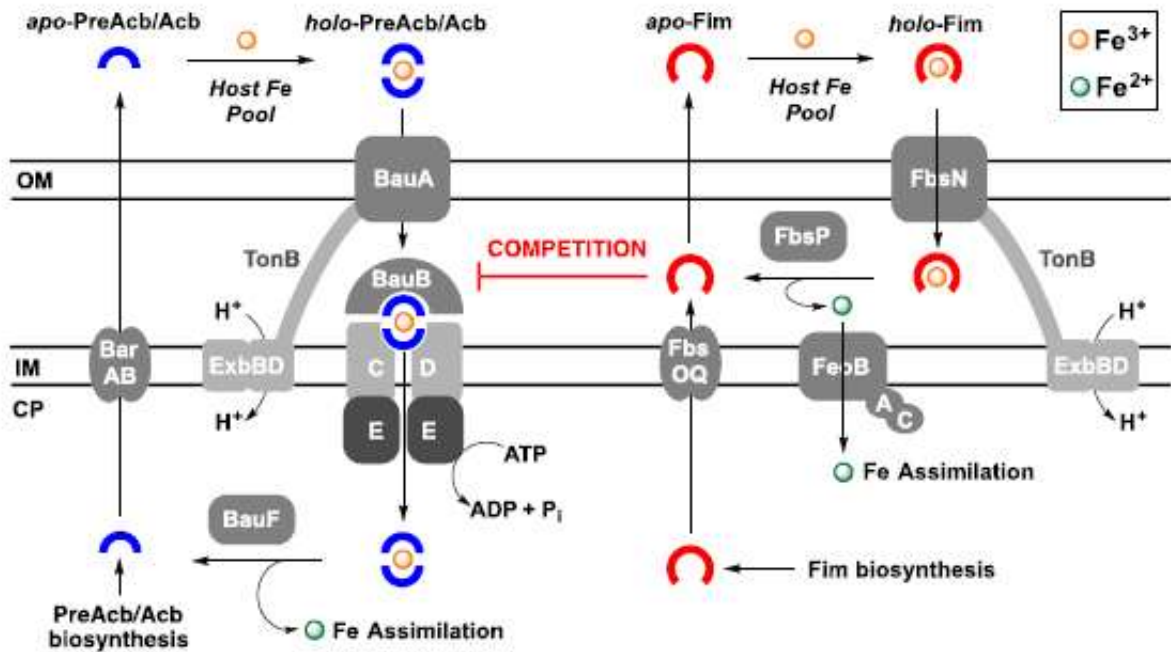 apo-PreAcb/Acb
holo-PreAcb/Acb
apo-Fim
holo-Fim
Fe3+
Fe2+
Host Fe
Pool
Host Fe
Pool
OM
BauA
FbsN
FbsP
TonB
COMPETITION
TonB
BauB
H+
H+
Bar
AB
ExbBD
C D
Fbs
OQ
FeoB
ExbBD
IM
CP
H+
H+
A
C
E E
ATP
ADP + Pi
Fe Assimilation
BauF
Fim biosynthesis
PreAcb/Acb
biosynthesis
Fe Assimilation